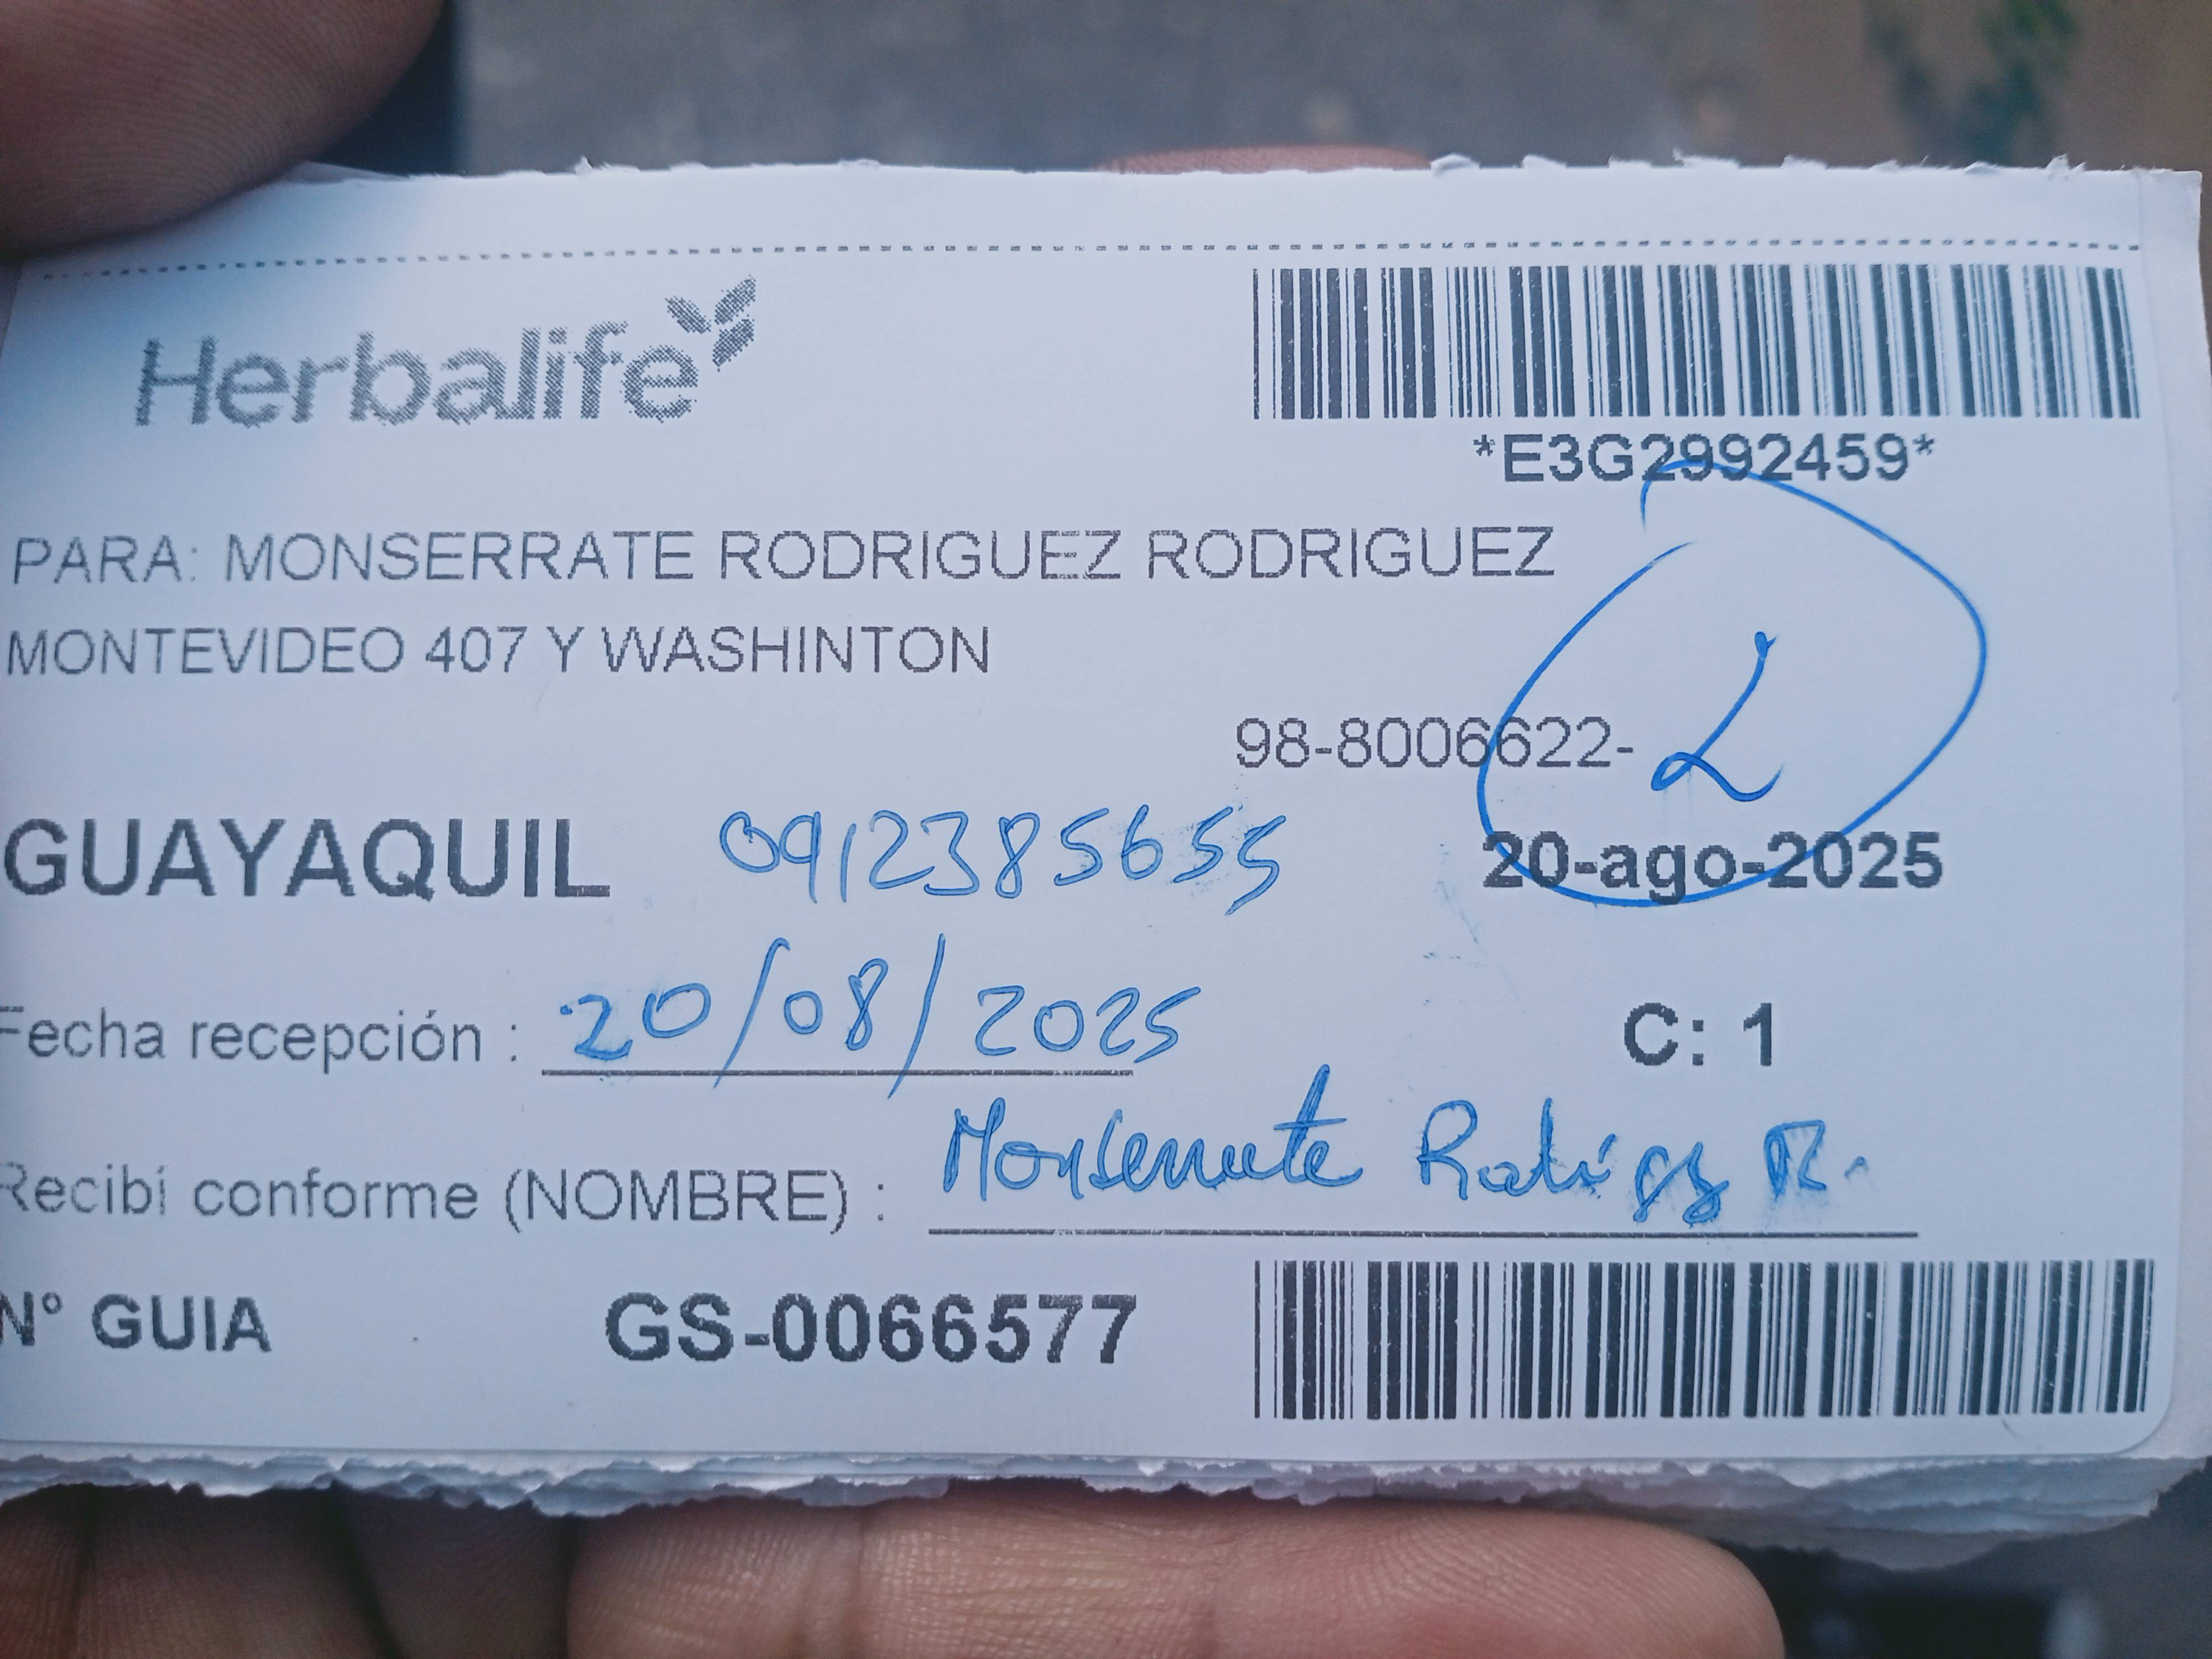 Herbalife
*E3G2992459*
PARA: MONSERRATE RODRIGUEZ RODRIGUEZ
MONTEVIDEO 407 Y WASHINTON
98-8006622-
2
GUAYAQUIL 0912385655 20-ago-2025
Fecha recepción : 20/08/2025 C: 1
Recibí conforme (NOMBRE) : Monserrate R.
N° GUIA GS-0066577